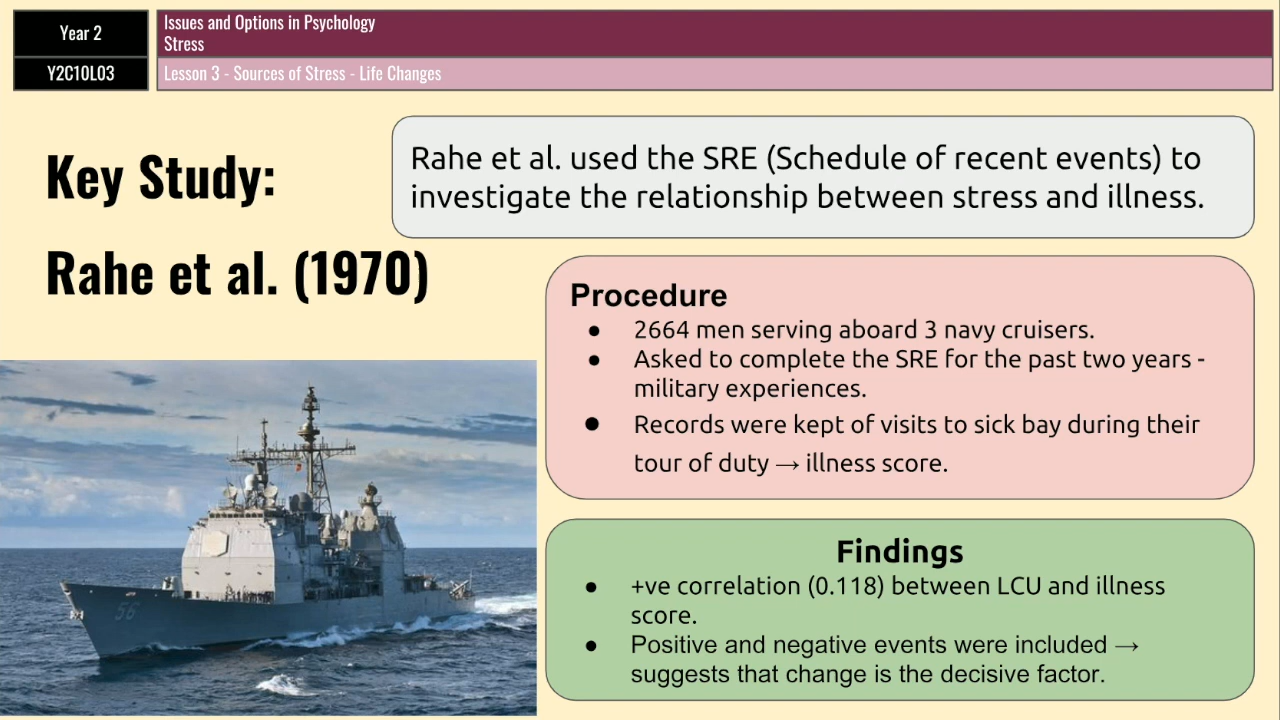 Year 2
Issues and Options in Psychology
Stress
Y2C10L03
Lesson 3 - Sources of Stress - Life Changes
Key Study:
Rahe et al. (1970)
Rahe et al. used the SRE (Schedule of recent events) to
investigate the relationship between stress and illness.
Procedure
● 2664 men serving aboard 3 navy cruisers.
● Asked to complete the SRE for the past two years -
military experiences.
● Records were kept of visits to sick bay during their
tour of duty → illness score.
56
Findings
● +ve correlation (0.118) between LCU and illness
score.
● Positive and negative events were included →
suggests that change is the decisive factor.